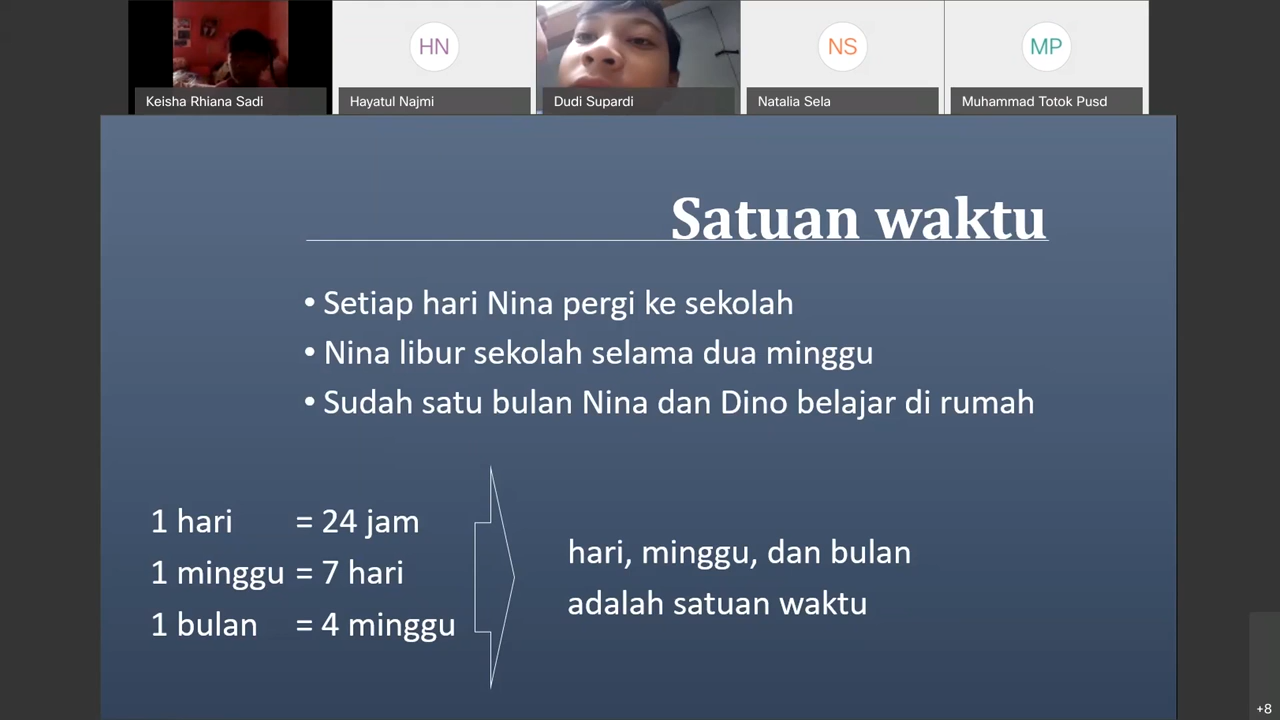 HN
NS
MP
Keisha Rhiana Sadi
Hayatul Najmi
Dudi Supardi
Natalia Sela
Muhammad Totok Pusd
Satuan waktu
• Setiap hari Nina pergi ke sekolah
• Nina libur sekolah selama dua minggu
• Sudah satu bulan Nina dan Dino belajar di rumah
1 hari = 24 jam
1 minggu = 7 hari
1 bulan = 4 minggu
hari, minggu, dan bulan
adalah satuan waktu
+8